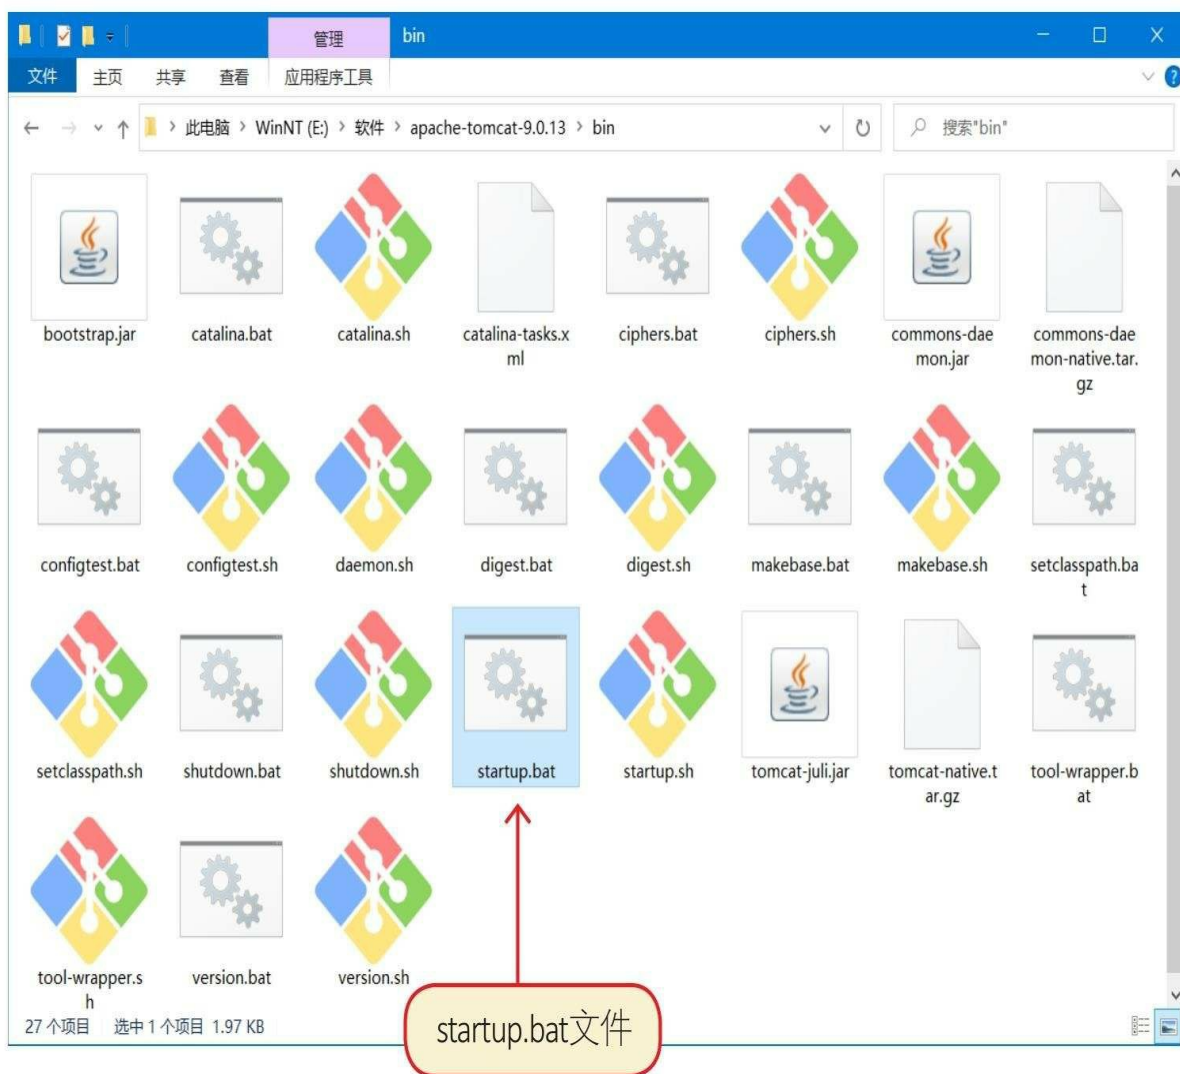 管理 bin
文件 主页 共享 查看 应用程序工具
此电脑 > WinNT (E:) > 软件 > apache-tomcat-9.0.13 > bin 搜索"bin"
bootstrap.jar catalina.bat catalina.sh catalina-tasks.x ciphers.bat ciphers.sh commons-dae commons-dae
ml mon.jar mon-native.tar.
gz
configtest.bat configtest.sh daemon.sh digest.bat digest.sh makebase.bat makebase.sh setclasspath.ba
t
setclasspath.sh shutdown.bat shutdown.sh startup.bat startup.sh tomcat-juli.jar tomcat-native.t tool-wrapper.b
ar.gz at
tool-wrapper.s version.bat version.sh
h
27 个项目 选中 1 个项目 1.97 KB
startup.bat文件